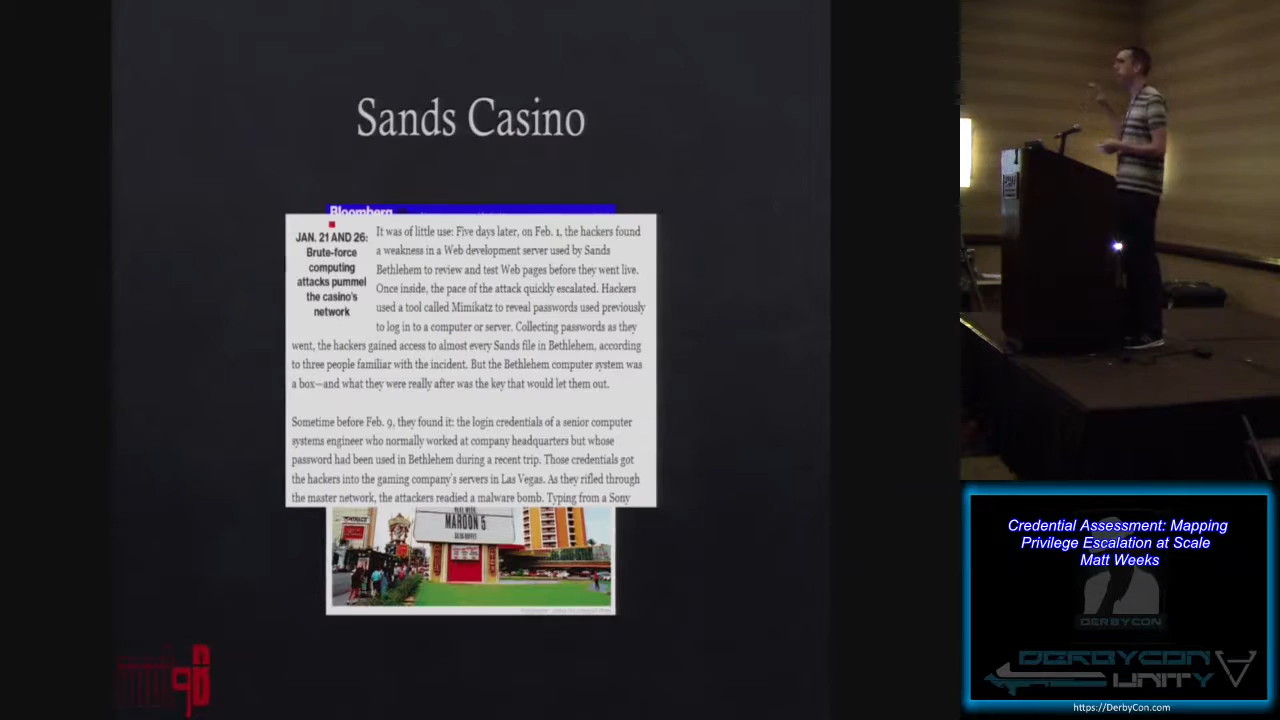 Sands Casino
Bloomberg
JAN. 21 AND 26:
Brute-force
computing
attacks pummel
the casino's
network
It was of little use: Five days later, on Feb. 1, the hackers found
a weakness in a Web development server used by Sands
Bethlehem to review and test Web pages before they went live.
Once inside, the pace of the attack quickly escalated. Hackers
used a tool called Mimikatz to reveal passwords used previously
to log in to a computer or server. Collecting passwords as they
went, the hackers gained access to almost every Sands file in Bethlehem, according
to three people familiar with the incident. But the Bethlehem computer system was
a box—and what they were really after was the key that would let them out.
Sometime before Feb. 9, they found it: the login credentials of a senior computer
systems engineer who normally worked at company headquarters but whose
password had been used in Bethlehem during a recent trip. Those credentials got
the hackers into the gaming company's servers in Las Vegas. As they rifled through
the master network, the attackers readied a malware bomb. Typing from a Sony
MAROON 5
Credential Assessment: Mapping
Privilege Escalation at Scale
Matt Weeks
DERBYCON
DERBYCON
UNITY
https://DerbyCon.com